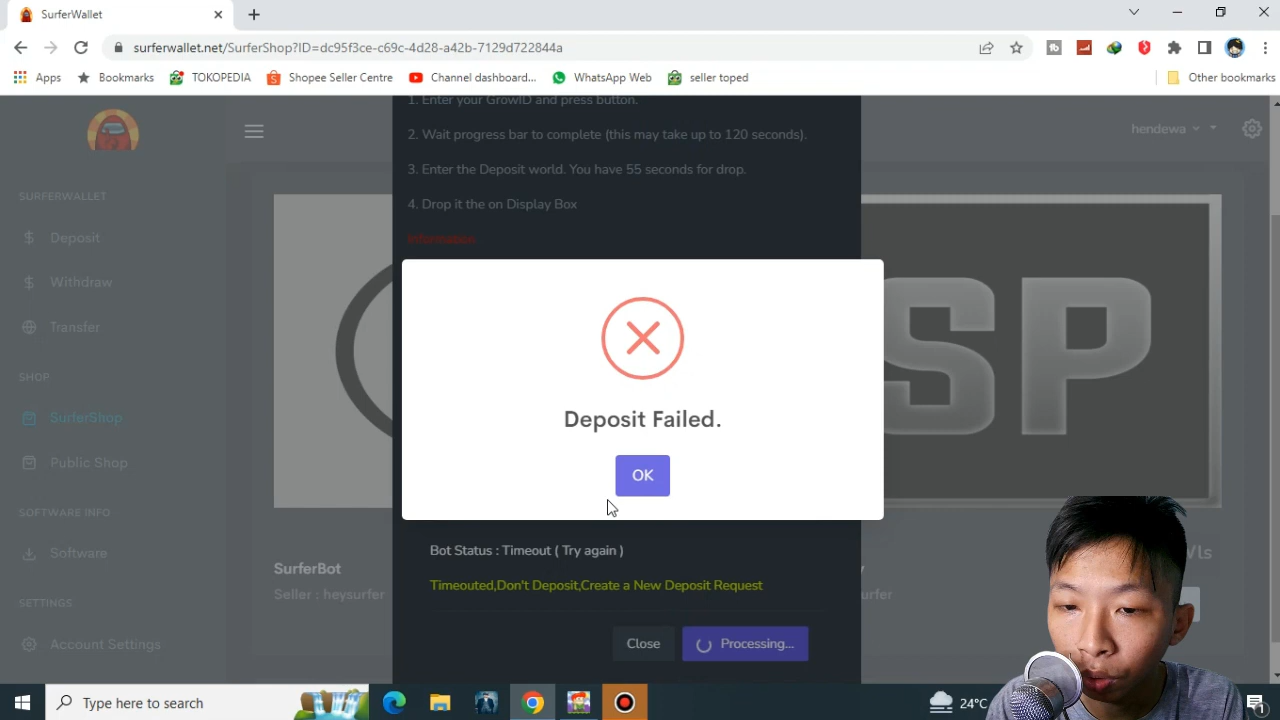 SurferWallet
surferwallet.net/SurferShop?ID=dc95f3ce-c69c-4d28-a42b-7129d722844a
Apps
Bookmarks
TOKOPEDIA
Shopee Seller Centre
Channel dashboard...
WhatsApp Web
seller toped
Other bookmarks
hendewa
SURFERWALLET
Deposit
Withdraw
Transfer
SHOP
SurferShop
Public Shop
SOFTWARE INFO
Software
SETTINGS
Account Settings
1. Enter your GrowID and press button.
2. Wait progress bar to complete (this may take up to 120 seconds).
3. Enter the Deposit world. You have 55 seconds for drop.
4. Drop it the on Display Box
Information
SP
Deposit Failed.
OK
Bot Status : Timeout ( Try again )
Timeouted,Don't Deposit,Create a New Deposit Request
Close
Processing...
SurferBot
Seller : heysurfer
Type here to search
24°C
1